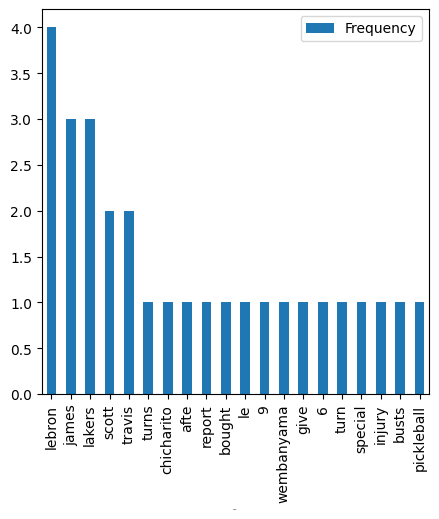 Frequency
4.0
3.5
3.0
2.5
2.0
1.5
1.0
0.5
0.0
lebron
james
lakers
scott
travis
turns
chicharito
afte
report
bought
le
9
wembanyama
give
6
turn
special
injury
busts
pickleball